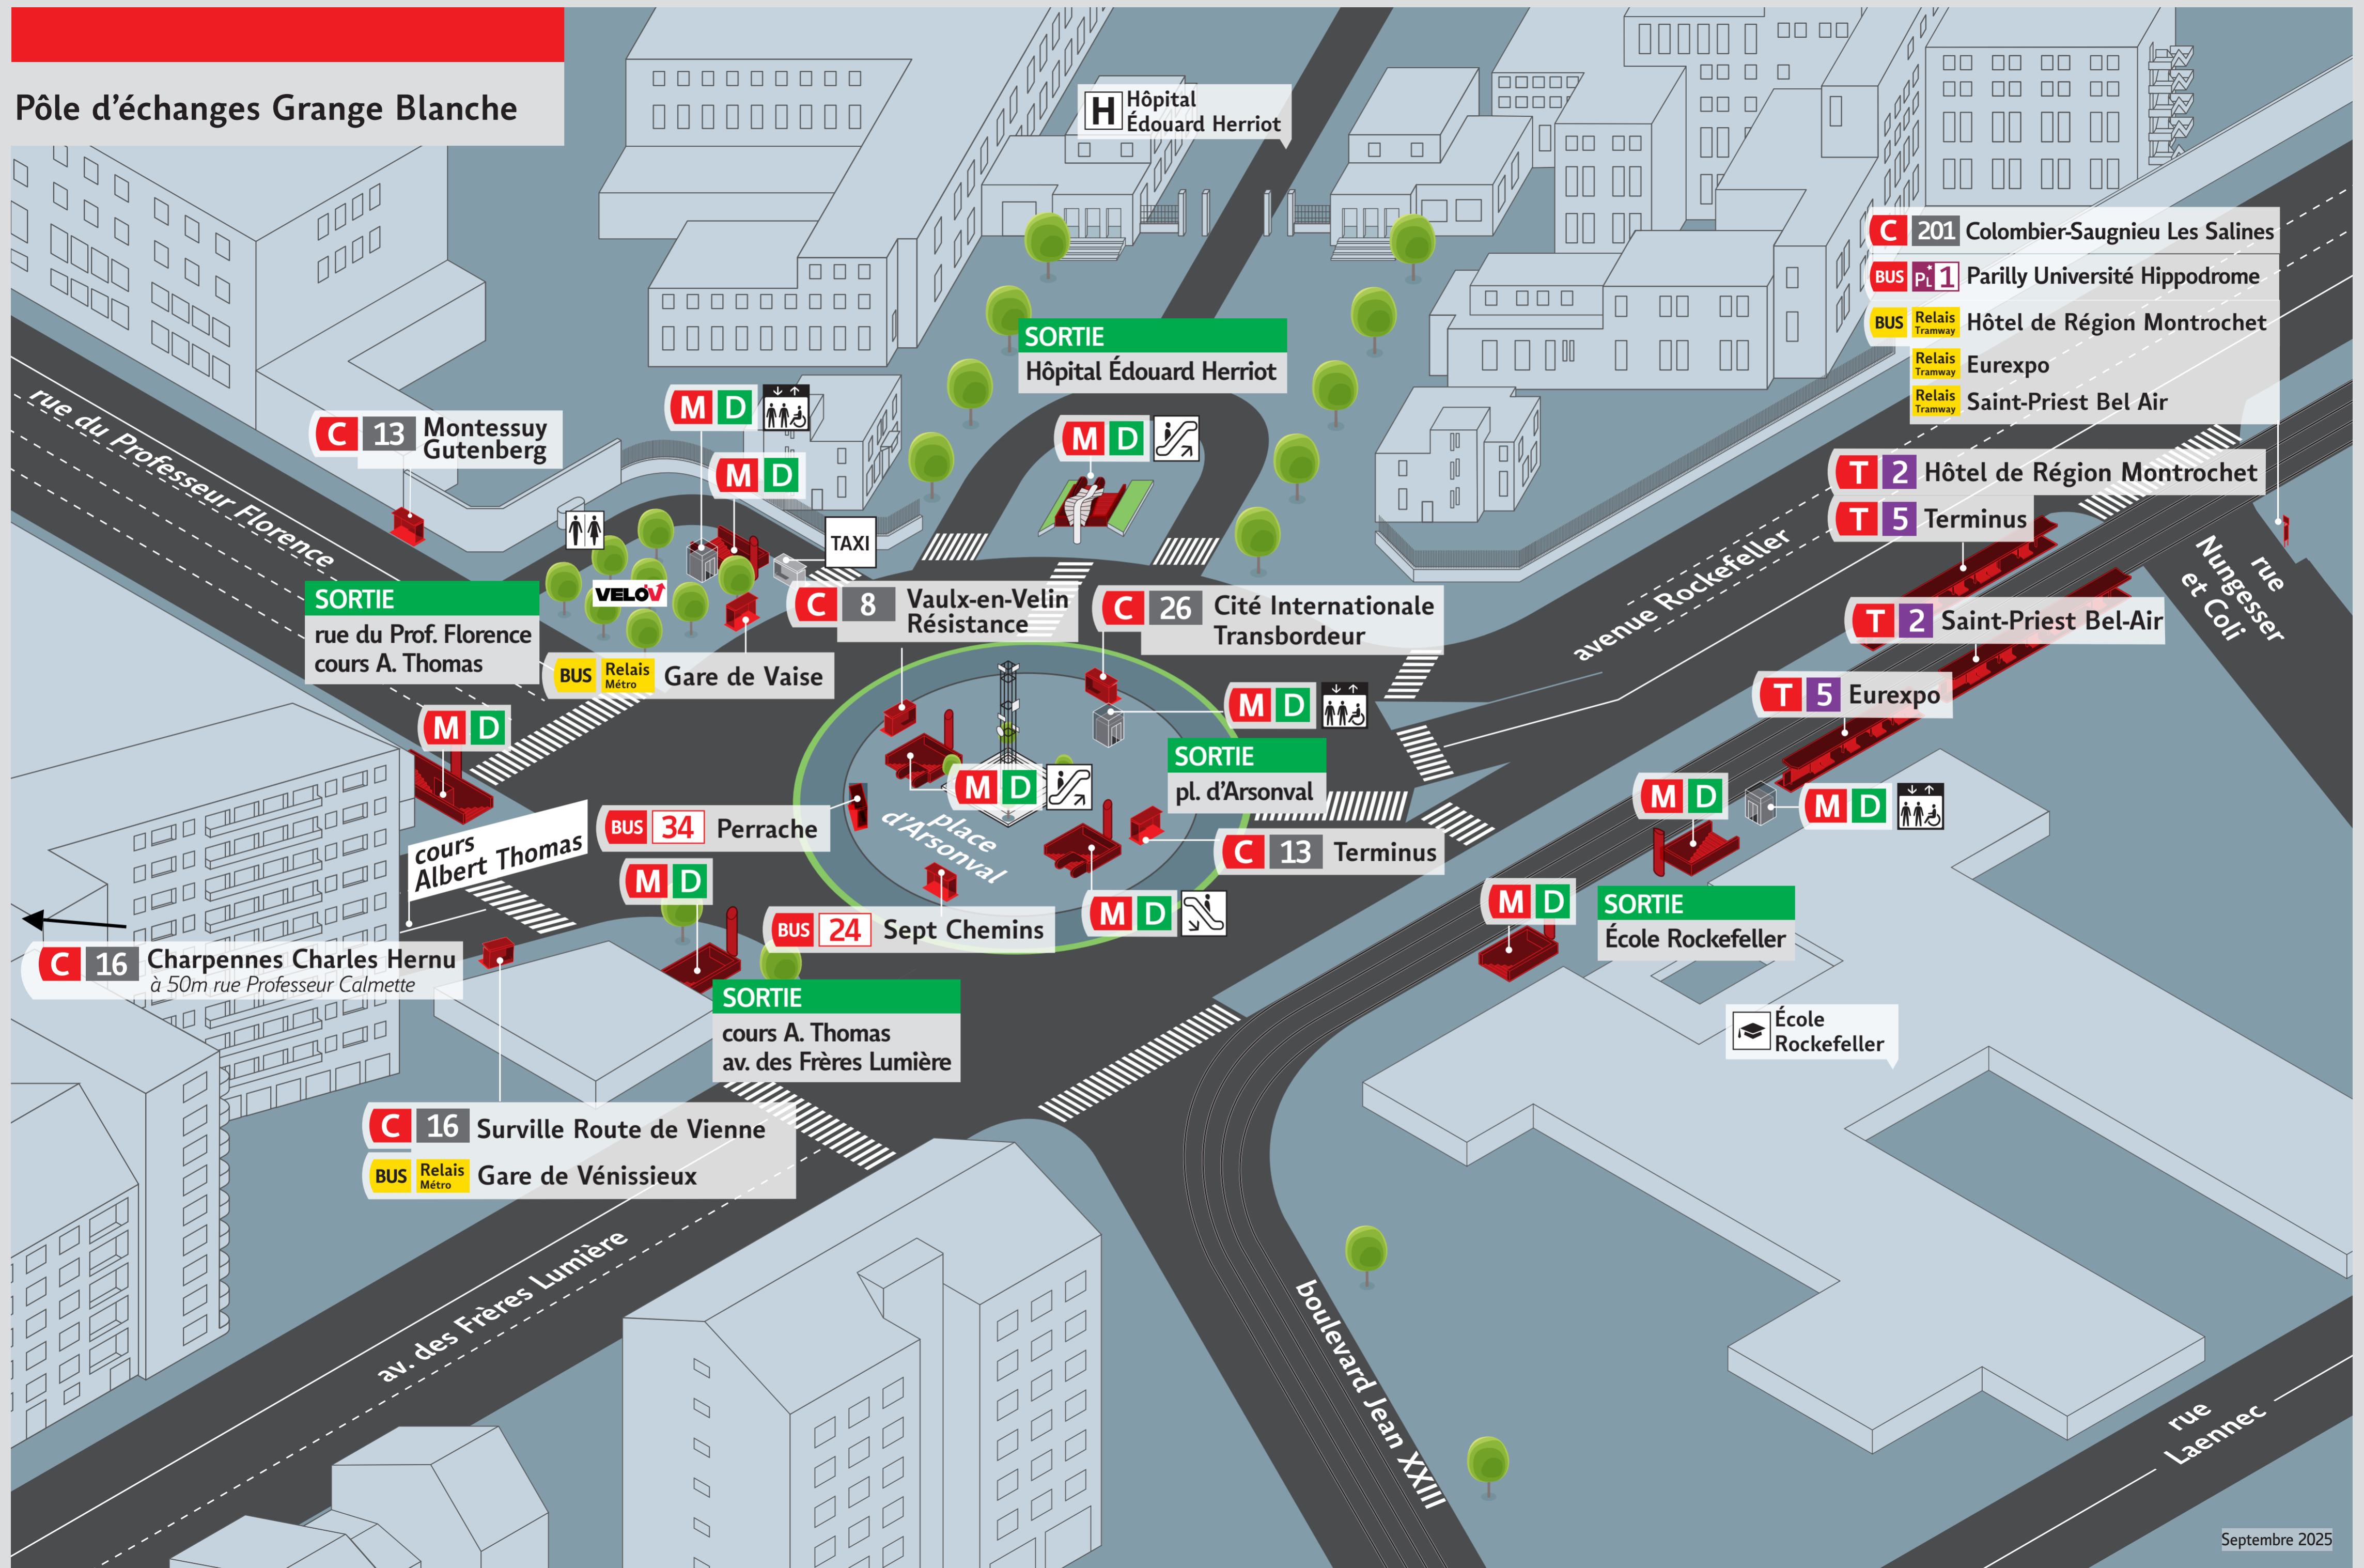 Pôle d'échanges Grange Blanche
H Hôpital
Édouard Herriot
C 201 Colombier-Saugnieu Les Salines
BUS PL* 1 Parilly Université Hippodrome
BUS Relais Tramway Hôtel de Région Montrochet
Relais Tramway Eurexpo
Relais Tramway Saint-Priest Bel Air
SORTIE
Hôpital Édouard Herriot
M D
M D
M D
C 13 Montessuy
Gutenberg
rue du Professeur Florence
T 2 Hôtel de Région Montrochet
T 5 Terminus
TAXI
avenue Rockefeller
rue
Nungesser
et Coli
VELO'V
SORTIE
rue du Prof. Florence
cours A. Thomas
C 8 Vaulx-en-Velin
Résistance
C 26 Cité Internationale
Transbordeur
T 2 Saint-Priest Bel-Air
BUS Relais Métro Gare de Vaise
T 5 Eurexpo
M D
M D
SORTIE
pl. d'Arsonval
M D
M D
M D
place
d'Arsonval
BUS 34 Perrache
cours
Albert Thomas
C 13 Terminus
M D
M D
M D
BUS 24 Sept Chemins
SORTIE
École Rockefeller
C 16 Charpennes Charles Hernu
à 50m rue Professeur Calmette
SORTIE
cours A. Thomas
av. des Frères Lumière
École
Rockefeller
C 16 Surville Route de Vienne
BUS Relais Métro Gare de Vénissieux
av. des Frères Lumière
boulevard Jean XXIII
rue
Laennec
Septembre 2025